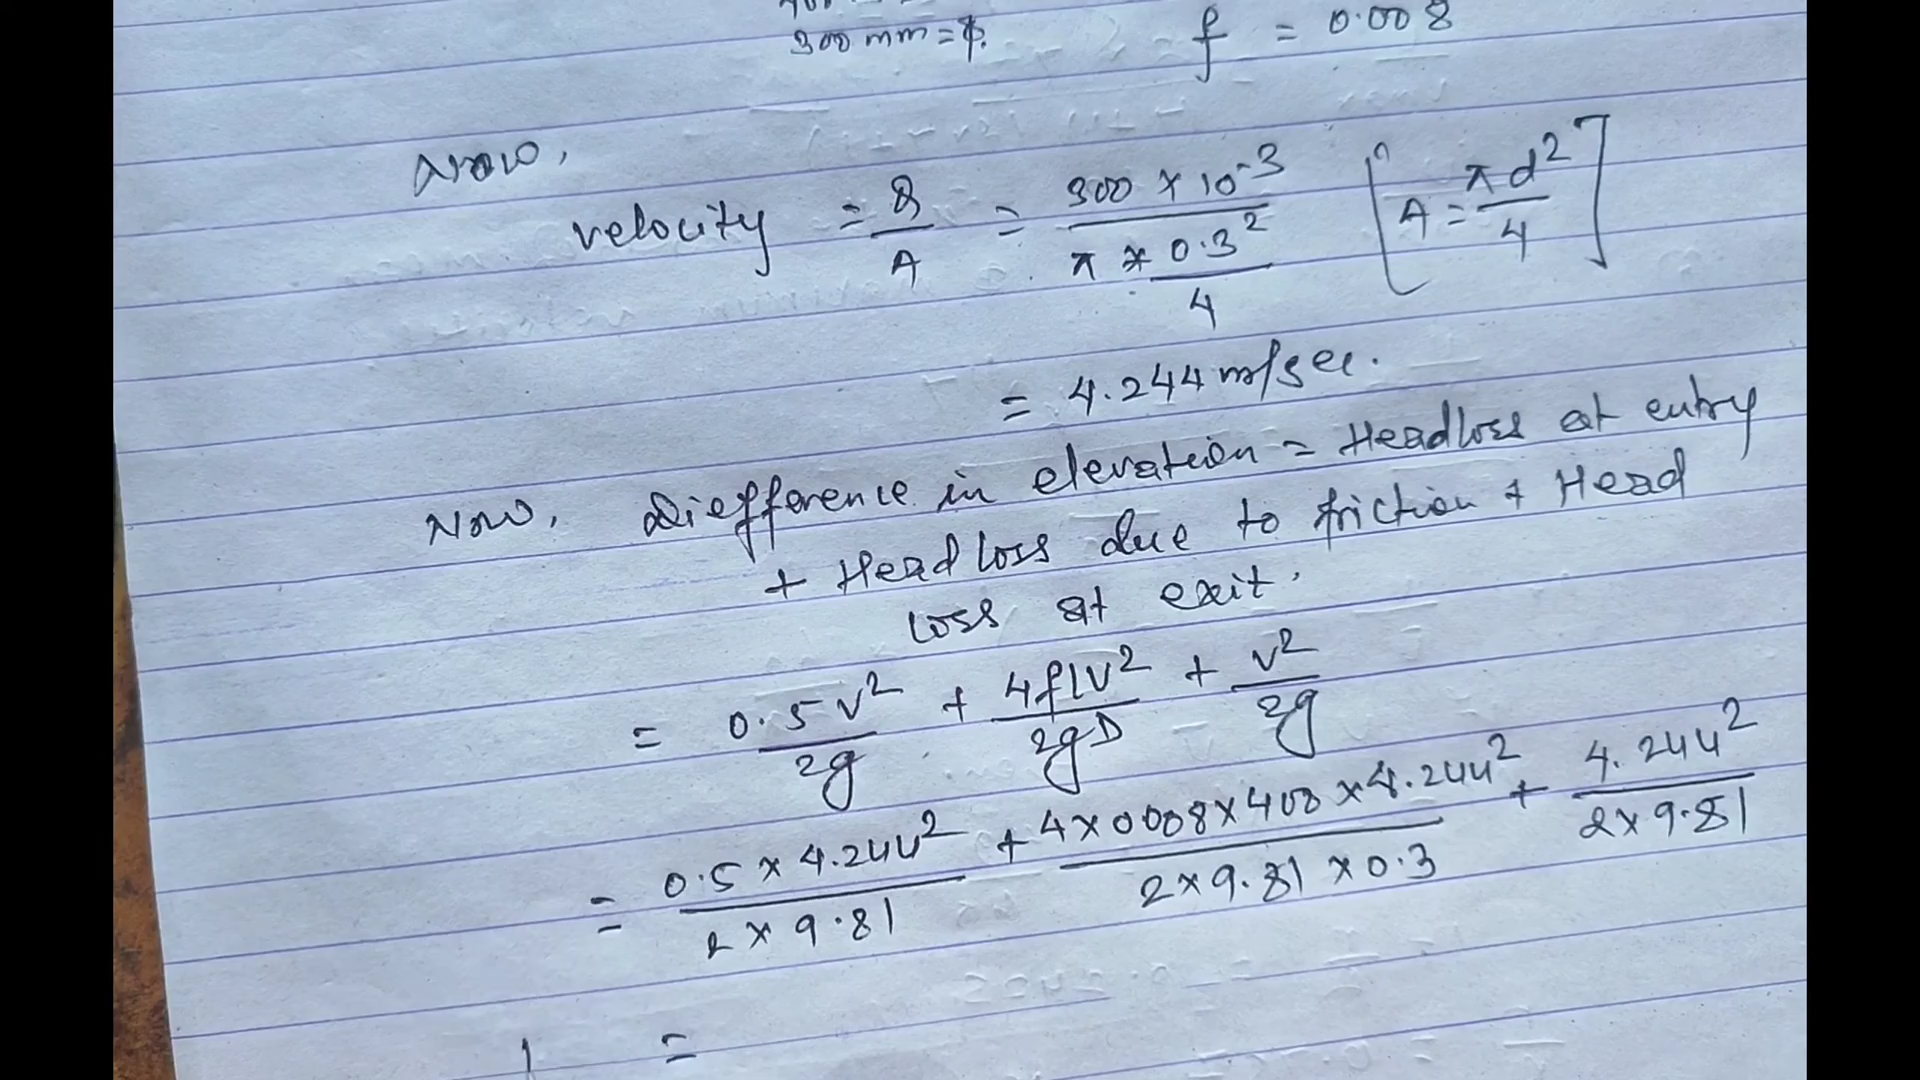 300 mm = φ.
f = 0.008
Now,
velocity = Q/A = 300 × 10^-3 / (π × 0.3^2 / 4) [A = πd^2/4]
= 4.244 m/sec.
Now, Diefference in elevation = Headloss at entry
+ Head loss due to friction + Head
loss at exit.
= 0.5v^2/2g + 4flv^2/2gD + v^2/2g
= 0.5 × 4.244^2 / 2 × 9.81 + 4 × 0.008 × 400 × 4.244^2 / 2 × 9.81 × 0.3 + 4.244^2 / 2 × 9.81
=